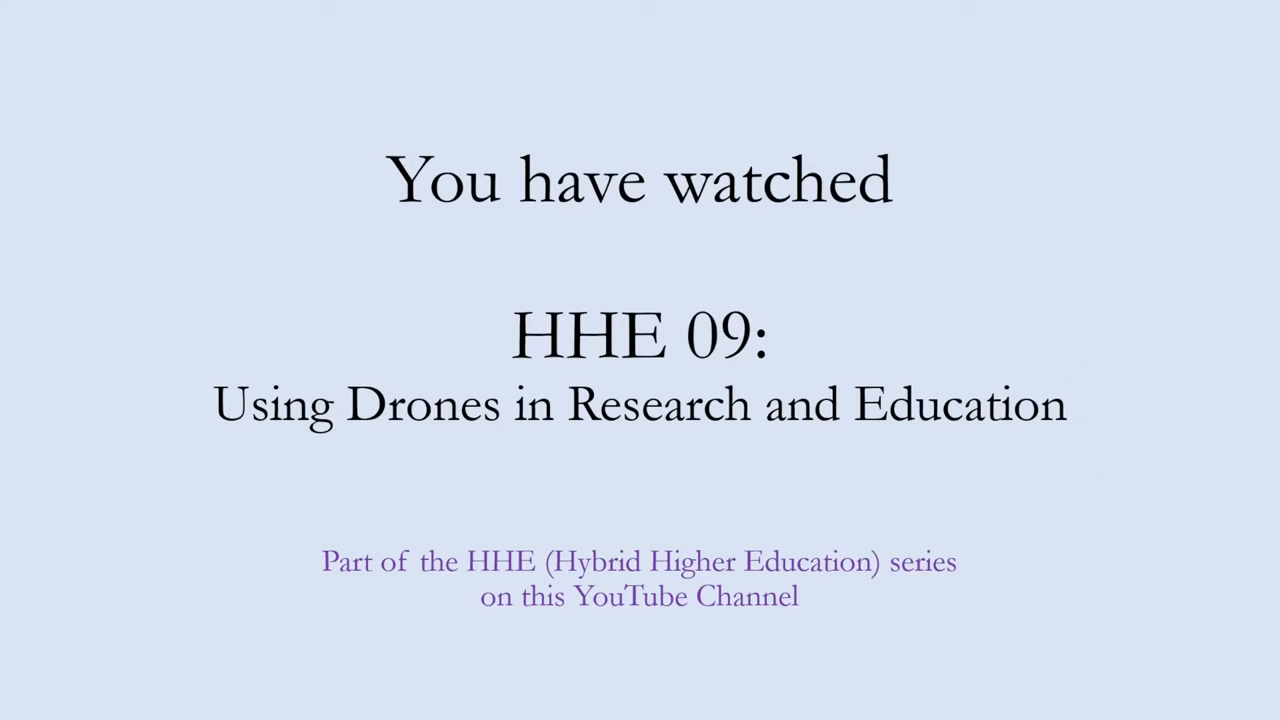 You have watched
HHE 09:
Using Drones in Research and Education
Part of the HHE (Hybrid Higher Education) series
on this YouTube Channel